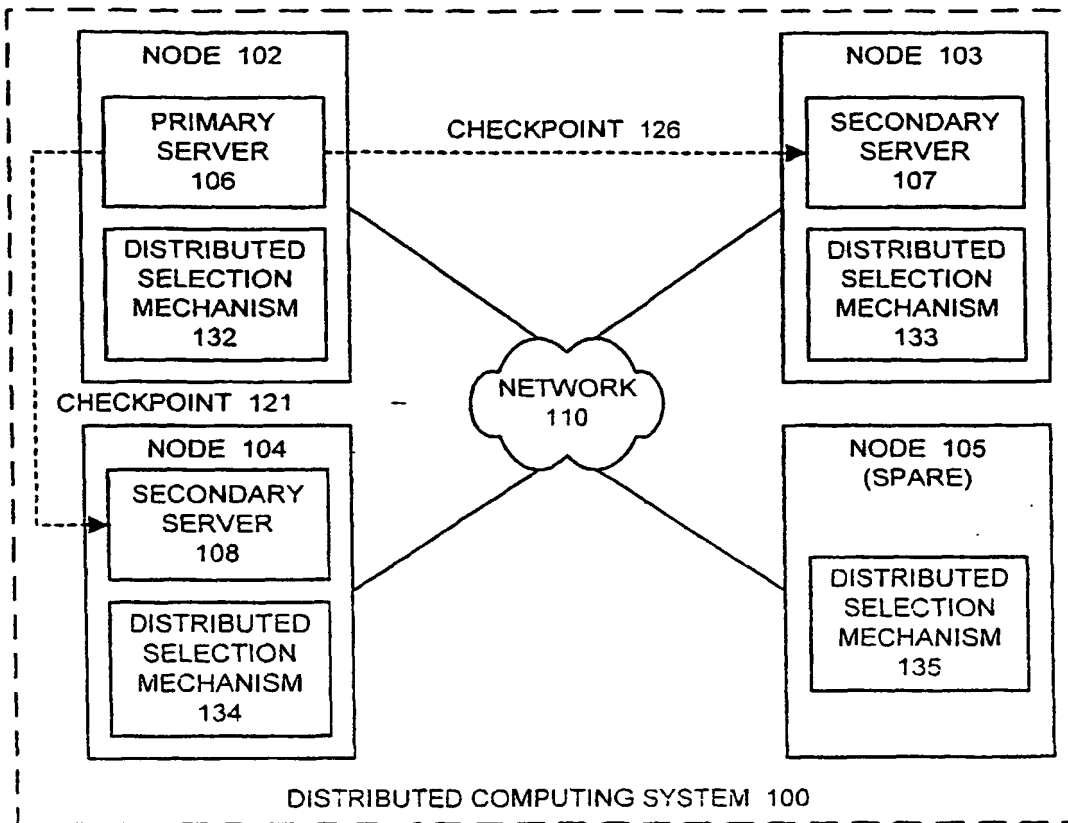 NODE 102
PRIMARY
SERVER
106
DISTRIBUTED
SELECTION
MECHANISM
132
CHECKPOINT 126
NODE 103
SECONDARY
SERVER
107
DISTRIBUTED
SELECTION
MECHANISM
133
CHECKPOINT 121
NETWORK
110
NODE 104
SECONDARY
SERVER
108
DISTRIBUTED
SELECTION
MECHANISM
134
NODE 105
(SPARE)
DISTRIBUTED
SELECTION
MECHANISM
135
DISTRIBUTED COMPUTING SYSTEM 100